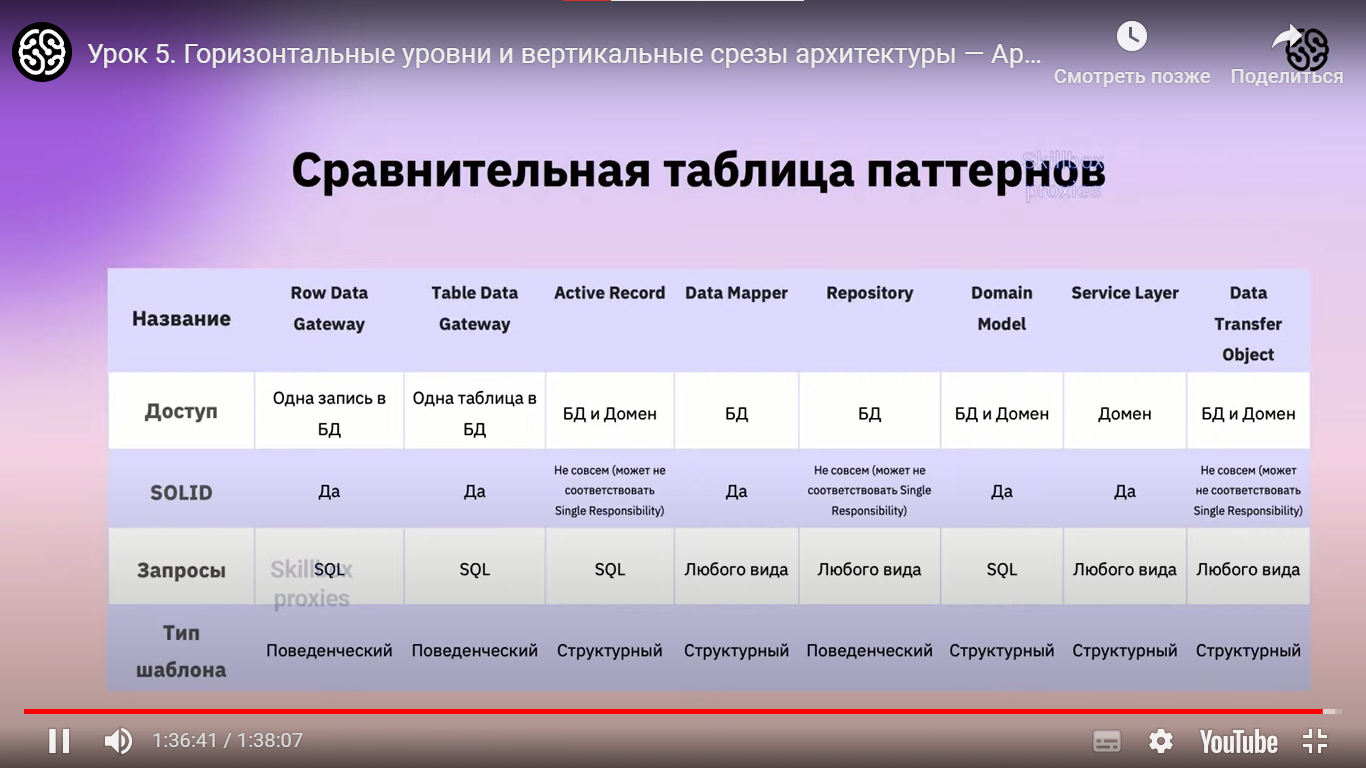 Урок 5. Горизонтальные уровни и вертикальные срезы архитектуры — Ар...
Смотреть позже
Поделиться
Сравнительная таблица паттернов
Skillbox
proxies
Название
Row Data
Gateway
Table Data
Gateway
Active Record
Data Mapper
Repository
Domain
Model
Service Layer
Data
Transfer
Object
Доступ
Одна запись в
БД
Одна таблица в
БД
БД и Домен
БД
БД
БД и Домен
Домен
БД и Домен
SOLID
Да
Да
Не совсем (может не
соответствовать
Single Responsibility)
Да
Не совсем (может не
соответствовать Single
Responsibility)
Да
Да
Не совсем (может
не соответствовать
Single Responsibility)
Запросы
SQL
SQL
SQL
Любого вида
Любого вида
SQL
Любого вида
Любого вида
Skillbox
proxies
Тип
шаблона
Поведенческий
Поведенческий
Структурный
Структурный
Поведенческий
Структурный
Структурный
Структурный
1:36:41 / 1:38:07
YouTube